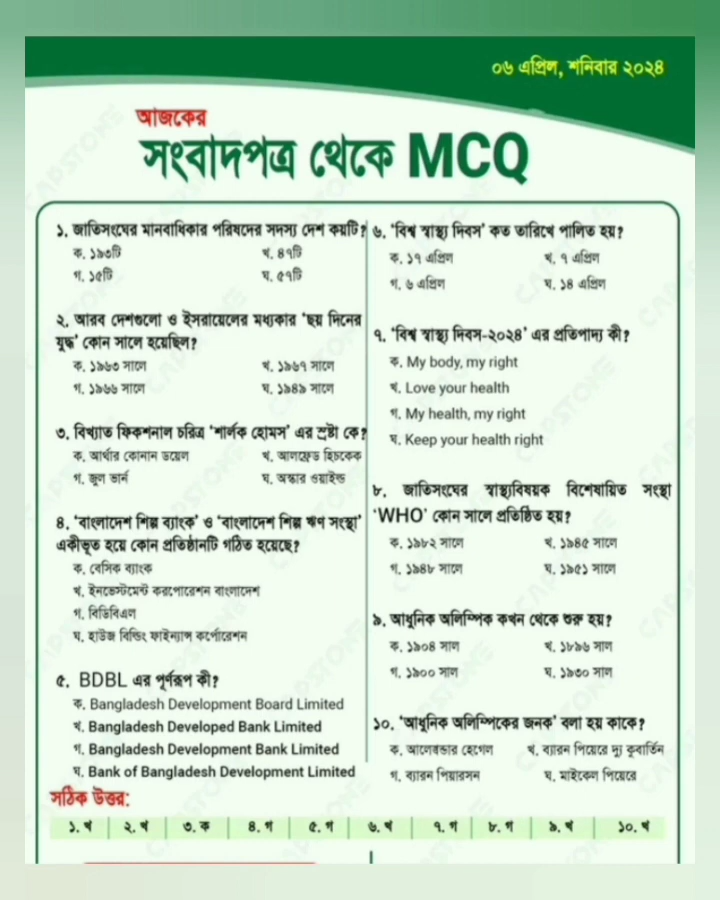 ০৬ এপ্রিল, শনিবার ২০২৪
আজকের
সংবাদপত্র থেকে MCQ
১. জাতিসংঘের মানবাধিকার পরিষদের সদস্য দেশ কয়টি?
ক. ১৯৩টি খ. ৪৭টি
গ. ১৫টি ঘ. ৫৭টি
২. আরব দেশগুলো ও ইসরায়েলের মধ্যকার ‘ছয় দিনের
যুদ্ধ’ কোন সালে হয়েছিল?
ক. ১৯৬৩ সালে খ. ১৯৬৭ সালে
গ. ১৯৬৬ সালে ঘ. ১৯৪৯ সালে
৩. বিখ্যাত ফিকশনাল চরিত্র ‘শার্লক হোমস’ এর স্রষ্টা কে?
ক. আর্থার কোনান ডয়েল খ. আলফ্রেড হিচকেক
গ. জুল ভার্ন ঘ. অস্কার ওয়াইল্ড
৪. ‘বাংলাদেশ শিল্প ব্যাংক’ ও ‘বাংলাদেশ শিল্প ঋণ সংস্থা’
একীভূত হয়ে কোন প্রতিষ্ঠানটি গঠিত হয়েছে?
ক. বেসিক ব্যাংক
খ. ইনভেস্টমেন্ট করপোরেশন বাংলাদেশ
গ. বিডিবিএল
ঘ. হাউজ বিল্ডিং ফাইন্যান্স কর্পোরেশন
৫. BDBL এর পূর্ণরূপ কী?
ক. Bangladesh Development Board Limited
খ. Bangladesh Developed Bank Limited
গ. Bangladesh Development Bank Limited
ঘ. Bank of Bangladesh Development Limited
৬. ‘বিশ্ব স্বাস্থ্য দিবস’ কত তারিখে পালিত হয়?
ক. ১৭ এপ্রিল খ. ৭ এপ্রিল
গ. ৬ এপ্রিল ঘ. ১৪ এপ্রিল
৭. ‘বিশ্ব স্বাস্থ্য দিবস-২০২৪’ এর প্রতিপাদ্য কী?
ক. My body, my right
খ. Love your health
গ. My health, my right
ঘ. Keep your health right
৮. জাতিসংঘের স্বাস্থ্যবিষয়ক বিশেষায়িত সংস্থা
‘WHO’ কোন সালে প্রতিষ্ঠিত হয়?
ক. ১৯৮২ সালে খ. ১৯৪৫ সালে
গ. ১৯৪৮ সালে ঘ. ১৯৫১ সালে
৯. আধুনিক অলিম্পিক কখন থেকে শুরু হয়?
ক. ১৯০৪ সাল খ. ১৮৯৬ সাল
গ. ১৯০০ সাল ঘ. ১৯৩০ সাল
১০. ‘আধুনিক অলিম্পিকের জনক’ বলা হয় কাকে?
ক. আলেক্সন্ডার হেগেল খ. ব্যারন পিয়েরে দ্যু কুবার্তিন
গ. ব্যারন পিয়ারসন ঘ. মাইকেল পিয়েরে
সঠিক উত্তর:
১. খ ২. খ ৩. ক ৪. গ ৫. গ ৬. খ ৭. গ ৮. গ ৯. খ ১০. খ
CAPSTONE